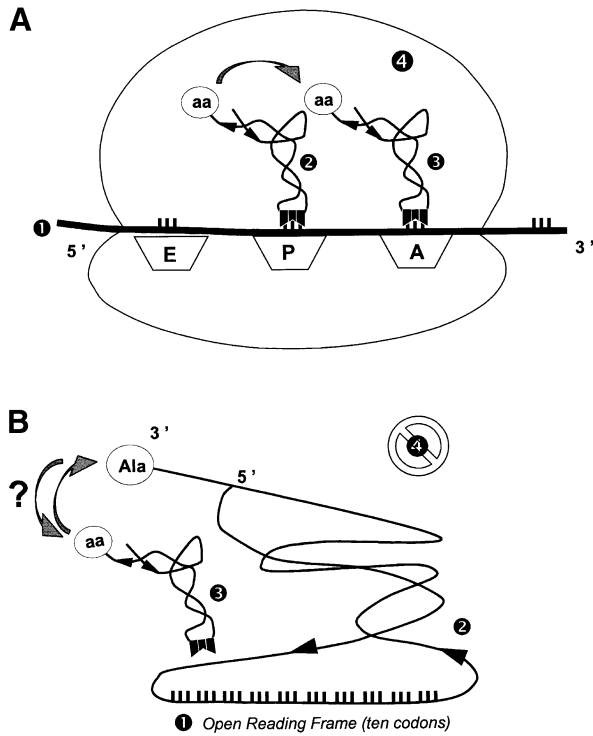 A
❹
aa
aa
❷
❸
❶
5 '
E
P
A
3 '
B
3 '
❹
Ala
5 '
?
aa
❸
❷
❶ Open Reading Frame (ten codons)